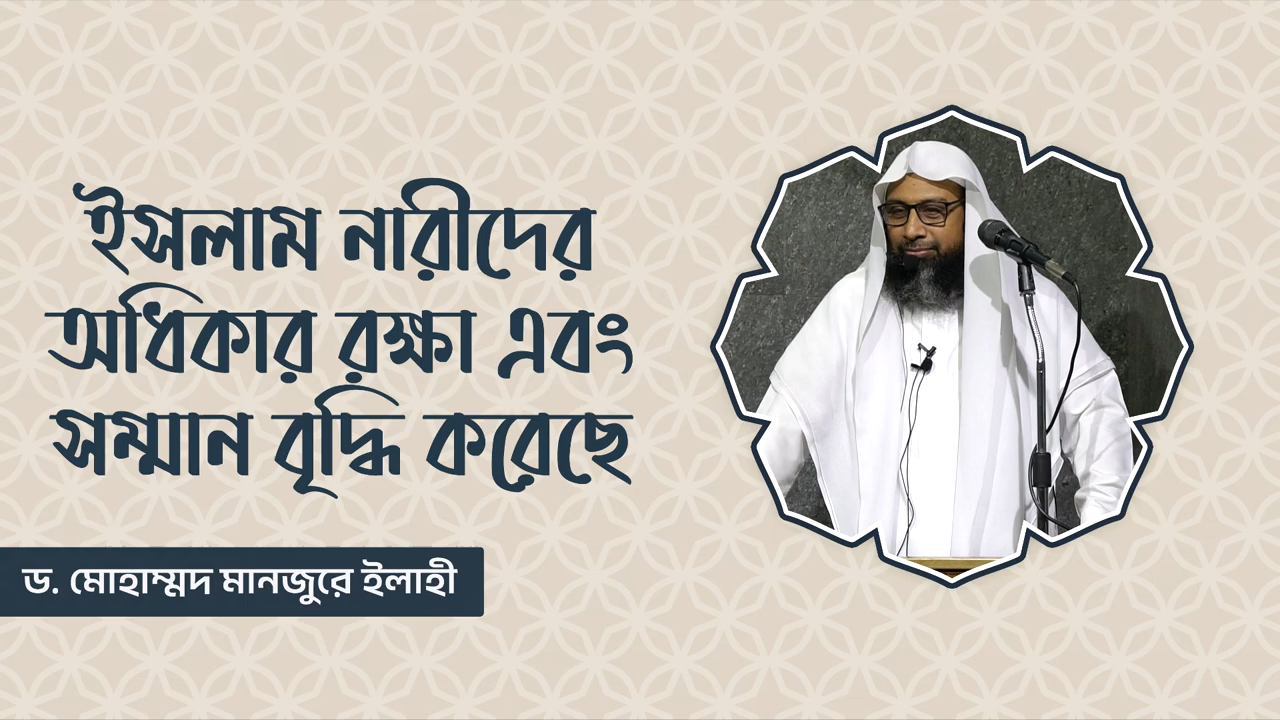 ইসলাম নারীদের
অধিকার রক্ষা এবং
সম্মান বৃদ্ধি করেছে
ড. মোহাম্মদ মানজুরে ইলাহী